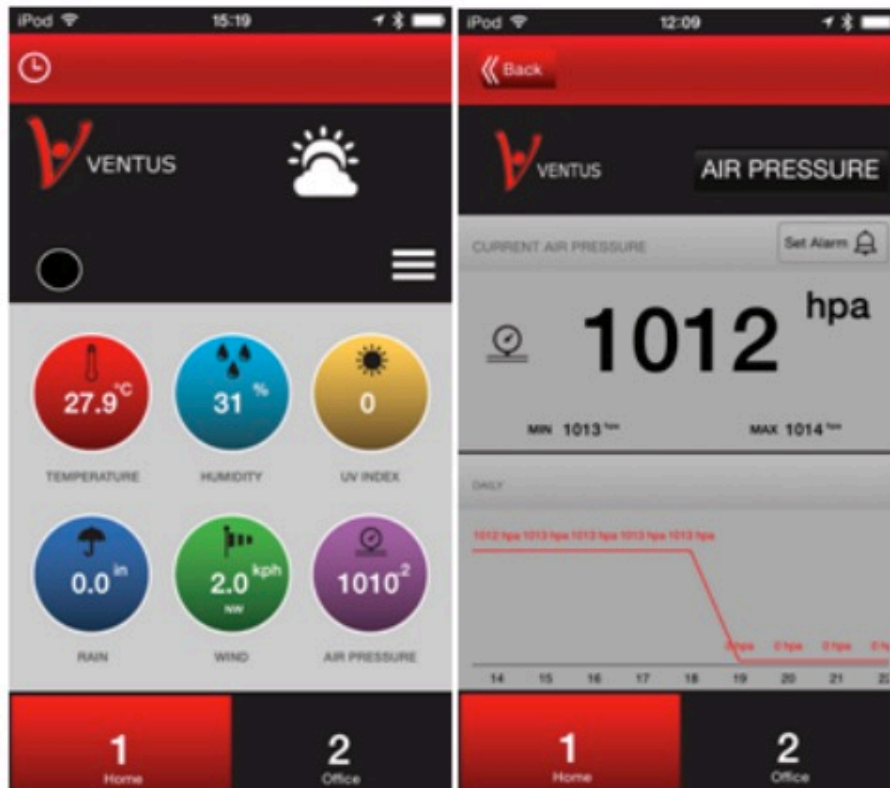 iPod 15:19
VENTUS
27.9 °C
31 %
0
TEMPERATURE HUMIDITY UV INDEX
0.0 in
2.0 kph
NW
1010 .2
RAIN WIND AIR PRESSURE
1 2
Home Office
iPod 12:09
Back
VENTUS AIR PRESSURE
CURRENT AIR PRESSURE Set Alarm
1012 hpa
MIN 1013 hpa MAX 1014 hpa
DAILY
1012 hpa 1013 hpa 1013 hpa 1013 hpa 1013 hpa
0 hpa 0 hpa 0 hpa
14 15 16 17 18 19 20 21
1 2
Home Office